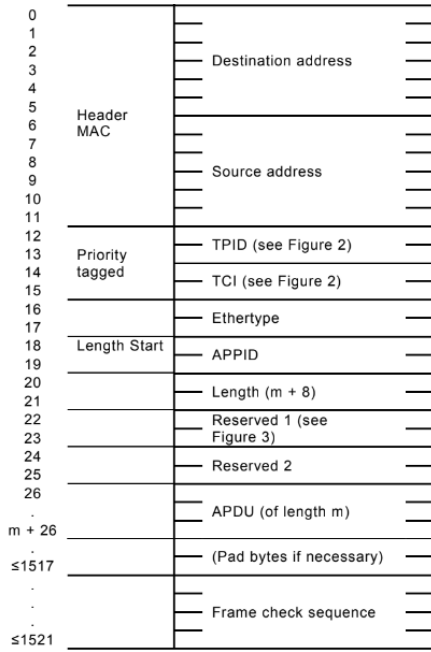 0
1
2
3
4
5
6
7
8
9
10
11
12
13
14
15
16
17
18
19
20
21
22
23
24
25
26
.
m + 26
.
≤1517
.
.
.
≤1521
Header
MAC
Priority
tagged
Length Start
Destination address
Source address
TPID (see Figure 2)
TCI (see Figure 2)
Ethertype
APPID
Length (m + 8)
Reserved 1 (see
Figure 3)
Reserved 2
APDU (of length m)
(Pad bytes if necessary)
Frame check sequence